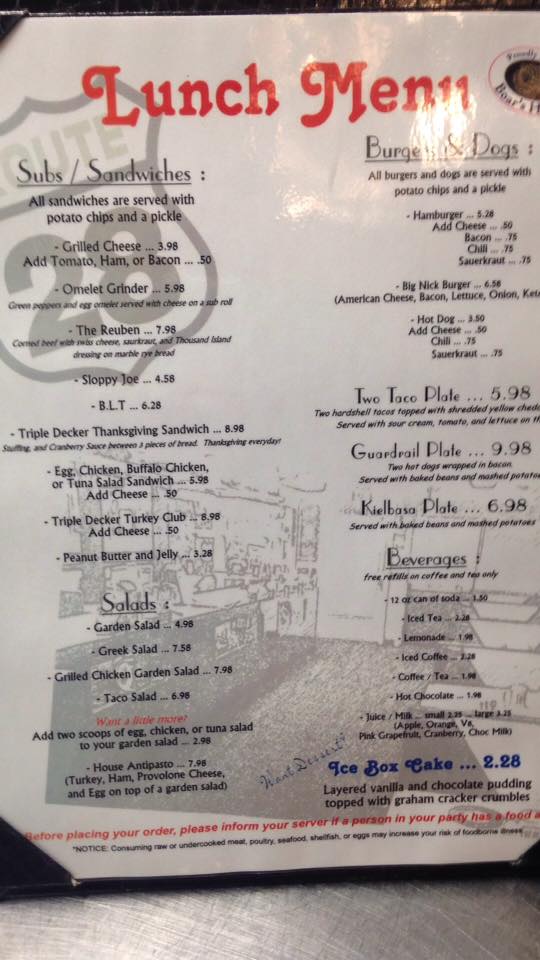 Lunch Menu
Proudly
Boar's H
ROUTE
28
Subs / Sandwiches :
All sandwiches are served with
potato chips and a pickle
- Grilled Cheese ... 3.98
Add Tomato, Ham, or Bacon ... .50
- Omelet Grinder ... 5.98
Green peppers and egg omelet served with cheese on a sub roll
- The Reuben ... 7.98
Corned beef with swiss cheese, saurkraut, and Thousand Island
dressing on marble rye bread
- Sloppy Joe ... 4.58
- B.L.T ... 6.28
- Triple Decker Thanksgiving Sandwich ... 8.98
Stuffing, and Cranberry Sauce between 3 pieces of bread. Thanksgiving everyday!
- Egg, Chicken, Buffalo Chicken,
or Tuna Salad Sandwich ... 5.98
Add Cheese ... .50
- Triple Decker Turkey Club ... 8.98
Add Cheese ... .50
- Peanut Butter and Jelly ... 3.28
Salads :
- Garden Salad ... 4.98
- Greek Salad ... 7.58
- Grilled Chicken Garden Salad ... 7.98
- Taco Salad ... 6.98
Want a little more?
Add two scoops of egg, chicken, or tuna salad
to your garden salad ... 2.98
- House Antipasto ... 7.98
(Turkey, Ham, Provolone Cheese,
and Egg on top of a garden salad)
Burgers & Dogs :
All burgers and dogs are served with
potato chips and a pickle
- Hamburger ... 5.28
Add Cheese ... .50
Bacon ... .75
Chili ... .75
Sauerkraut ... .75
- Big Nick Burger ... 6.58
(American Cheese, Bacon, Lettuce, Onion, Ket
- Hot Dog ... 3.50
Add Cheese ... .50
Chili ... .75
Sauerkraut ... .75
Two Taco Plate ... 5.98
Two hardshell tacos topped with shredded yellow chedd
Served with sour cream, tomato, and lettuce on th
Guardrail Plate ... 9.98
Two hot dogs wrapped in bacon.
Served with baked beans and mashed potatoe
Kielbasa Plate ... 6.98
Served with baked beans and mashed potatoes
Beverages :
free refills on coffee and tea only
- 12 oz can of soda ... 1.50
- Iced Tea ... 2.28
- Lemonade ... 1.98
- Iced Coffee ... 2.28
- Coffee / Tea ... 1.98
- Hot Chocolate ... 1.98
- Juice / Milk ... small 2.25 ... large 3.25
(Apple, Orange, V8,
Pink Grapefruit, Cranberry, Choc Milk)
Want Dessert?
Ice Box Cake ... 2.28
Layered vanilla and chocolate pudding
topped with graham cracker crumbles
Before placing your order, please inform your server if a person in your party has a food a
*NOTICE: Consuming raw or undercooked meat, poultry, seafood, shellfish, or eggs may increase your risk of foodborne illness